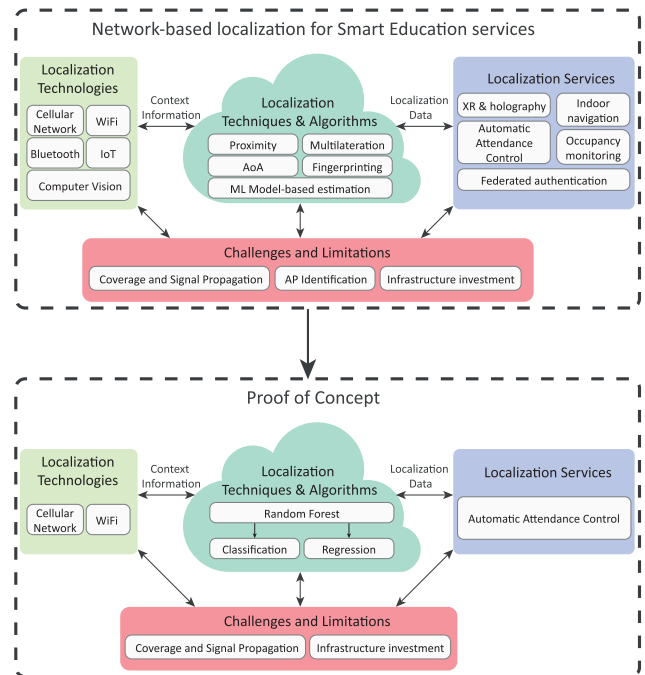 Network-based localization for Smart Education services
Localization
Technologies
Cellular
Network
WiFi
Bluetooth
IoT
Computer Vision
Context
Information
Localization
Techniques & Algorithms
Proximity
Multilateration
AoA
Fingerprinting
ML Model-based estimation
Localization
Data
Localization Services
XR & holography
Indoor
navigation
Automatic
Attendance
Control
Occupancy
monitoring
Federated authentication
Challenges and Limitations
Coverage and Signal Propagation
AP Identification
Infrastructure investment
Proof of Concept
Localization
Technologies
Cellular
Network
WiFi
Context
Information
Localization
Techniques & Algorithms
Random Forest
Classification
Regression
Localization
Data
Localization Services
Automatic Attendance Control
Challenges and Limitations
Coverage and Signal Propagation
Infrastructure investment